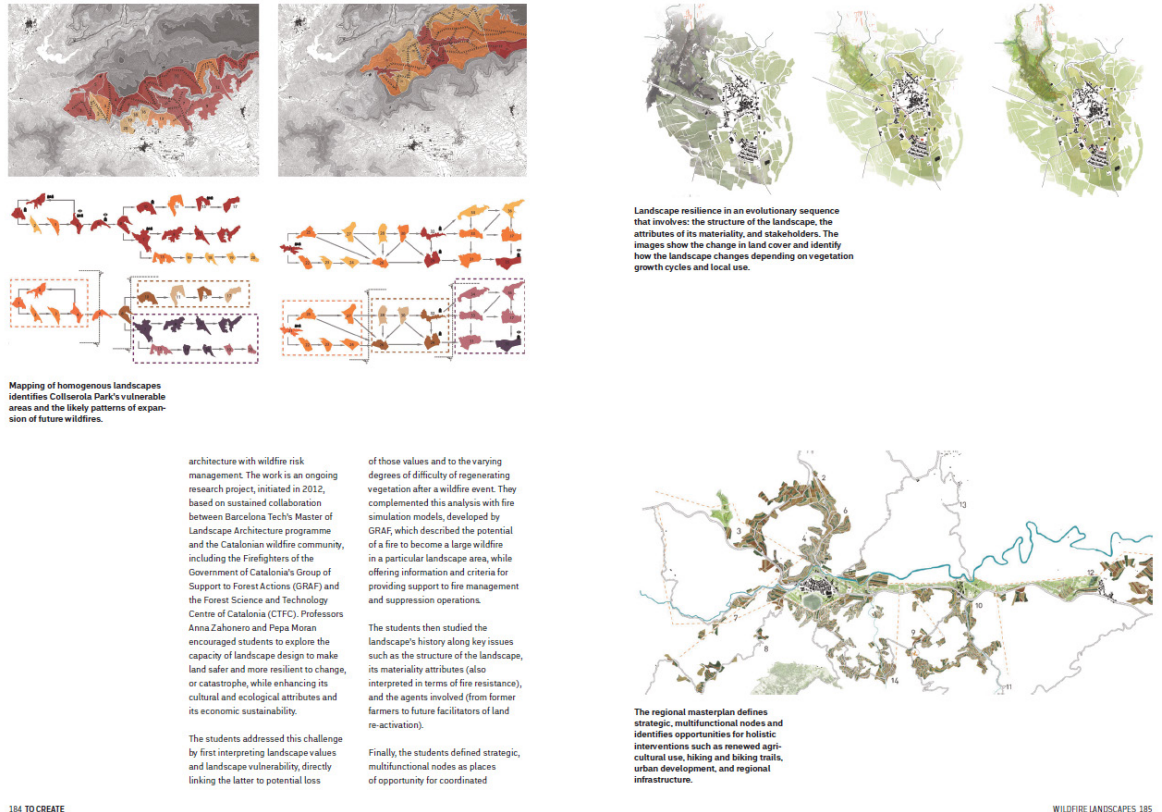 Mapping of homogenous landscapes
identifies Collserola Park's vulnerable
areas and the likely patterns of expan-
sion of future wildfires.
architecture with wildfire risk
management. The work is an ongoing
research project, initiated in 2012,
based on sustained collaboration
between Barcelona Tech's Master of
Landscape Architecture programme
and the Catalonian wildfire community,
including the Firefighters of the
Government of Catalonia's Group of
Support to Forest Actions (GRAF) and
the Forest Science and Technology
Centre of Catalonia (CTFC). Professors
Anna Zahonero and Pepa Moran
encouraged students to explore the
capacity of landscape design to make
land safer and more resilient to change,
or catastrophe, while enhancing its
cultural and ecological attributes and
its economic sustainability.
The students addressed this challenge
by first interpreting landscape values
and landscape vulnerability, directly
linking the latter to potential loss
of those values and to the varying
degrees of difficulty of regenerating
vegetation after a wildfire event. They
complemented this analysis with fire
simulation models, developed by
GRAF, which described the potential
of a fire to become a large wildfire
in a particular landscape area, while
offering information and criteria for
providing support to fire management
and suppression operations.
The students then studied the
landscape's history along key issues
such as the structure of the landscape,
its materiality attributes (also
interpreted in terms of fire resistance),
and the agents involved (from former
farmers to future facilitators of land
re-activation).
Finally, the students defined strategic,
multifunctional nodes as places
of opportunity for coordinated
184 TO CREATE
Landscape resilience in an evolutionary sequence
that involves: the structure of the landscape, the
attributes of its materiality, and stakeholders. The
images show the change in land cover and identify
how the landscape changes depending on vegetation
growth cycles and local use.
2
3
4
6
13
12
10
7
8
9
14
11
The regional masterplan defines
strategic, multifunctional nodes and
identifies opportunities for holistic
interventions such as renewed agri-
cultural use, hiking and biking trails,
urban development, and regional
infrastructure.
WILDFIRE LANDSCAPES 185